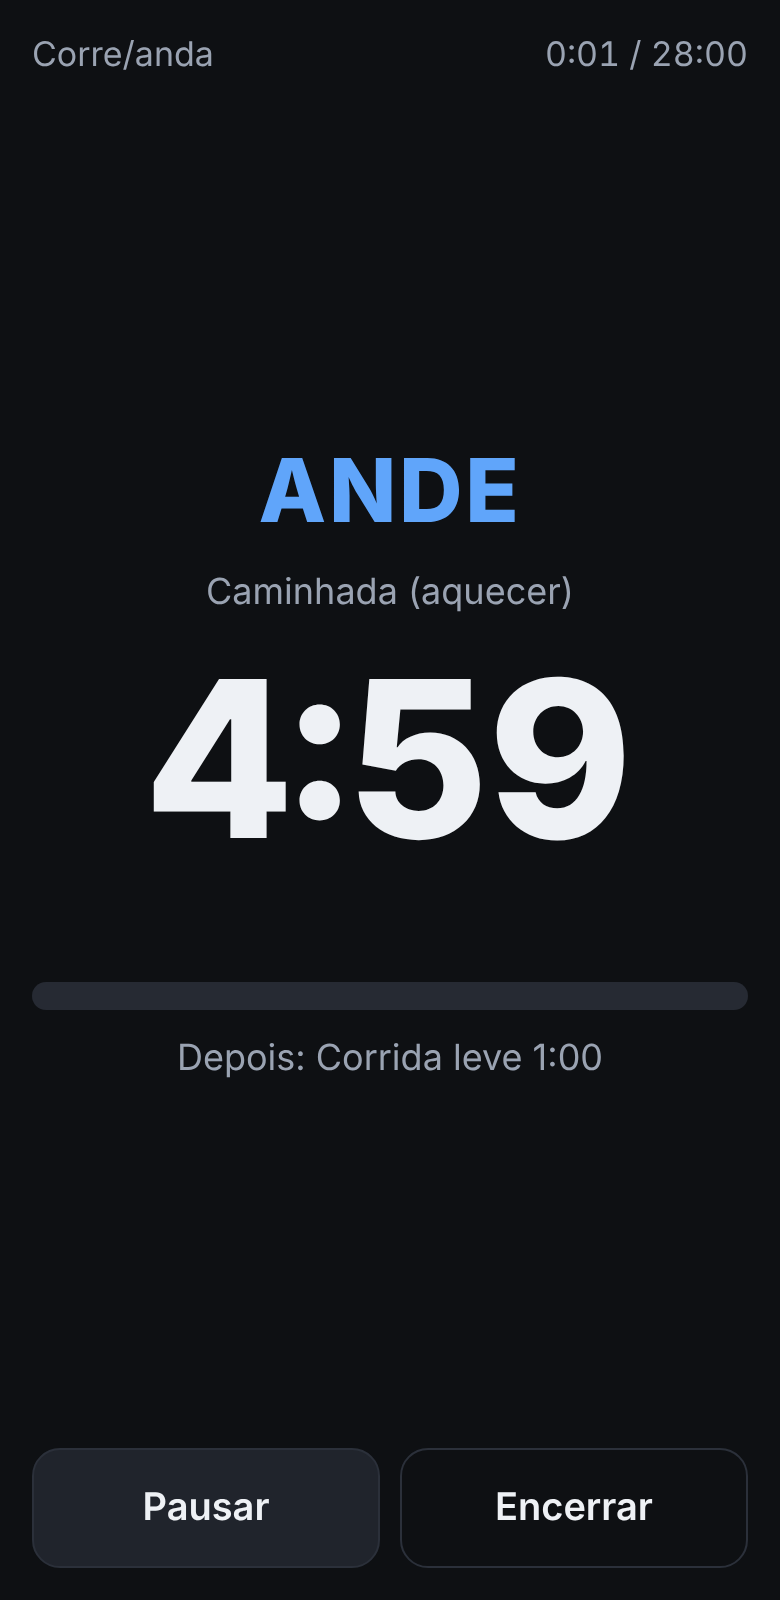 Corre/anda
0:01 / 28:00
ANDE
Caminhada (aquecer)
4:59
Depois: Corrida leve 1:00
Pausar
Encerrar